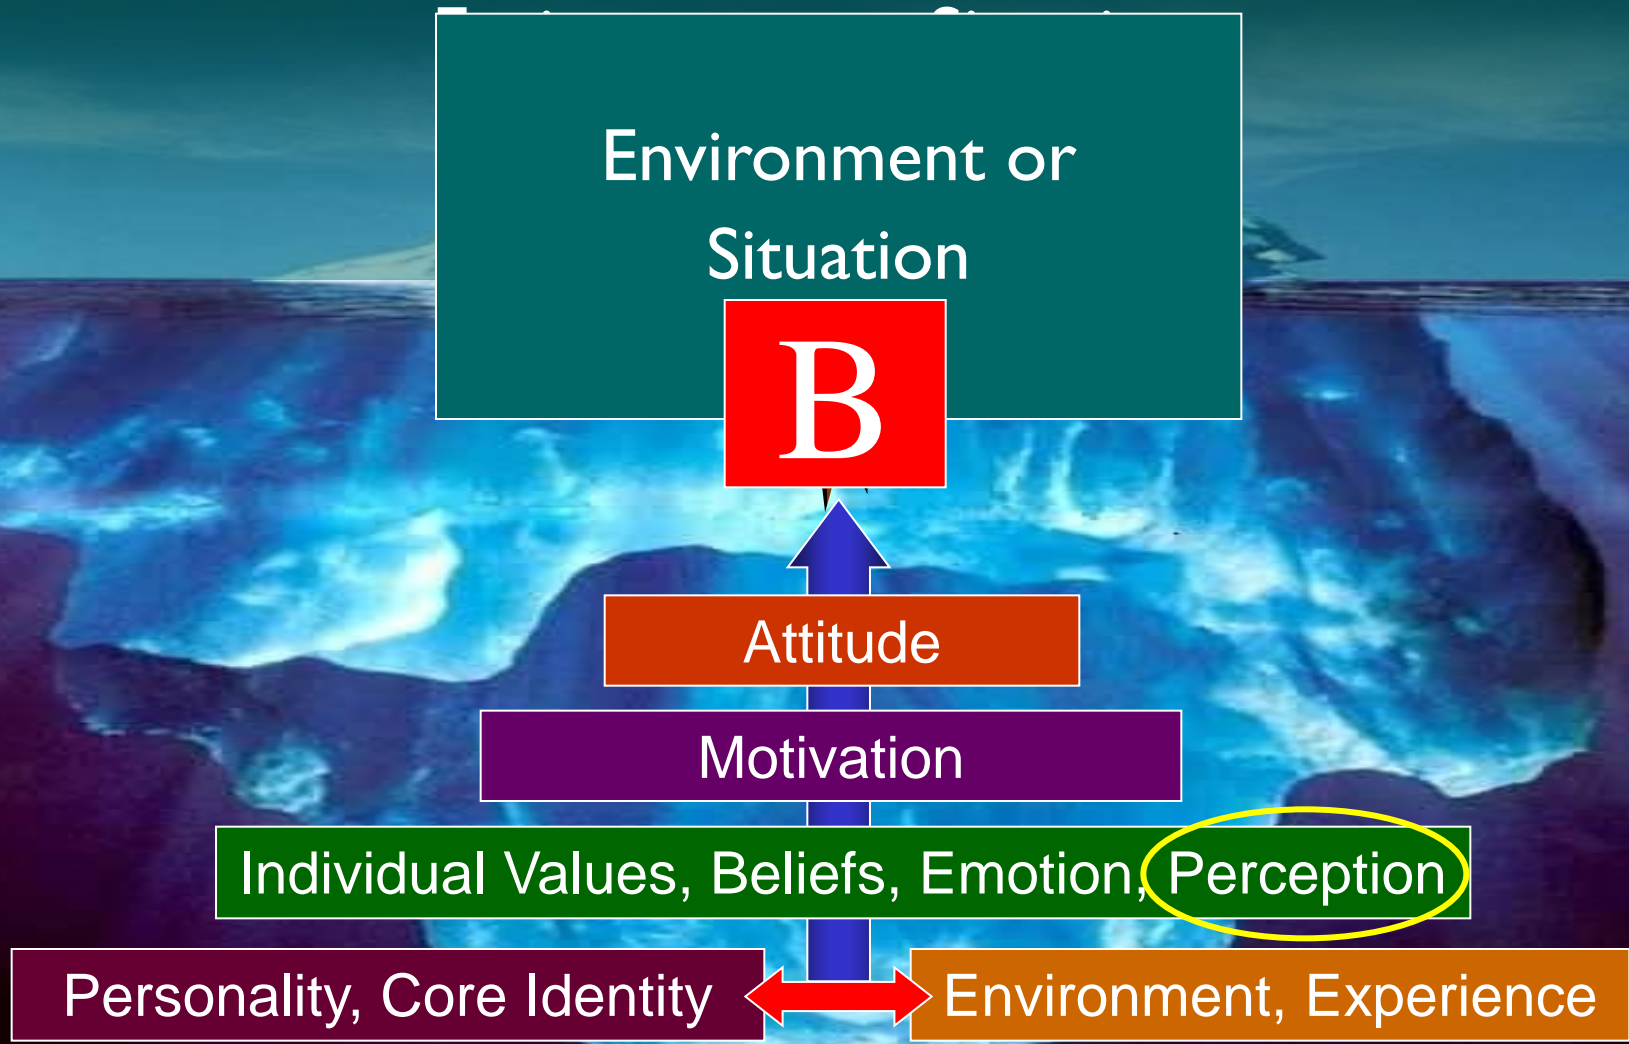 Environment or
Situation
B
Attitude
Motivation
Individual Values, Beliefs, Emotion, Perception
Personality, Core Identity
Environment, Experience